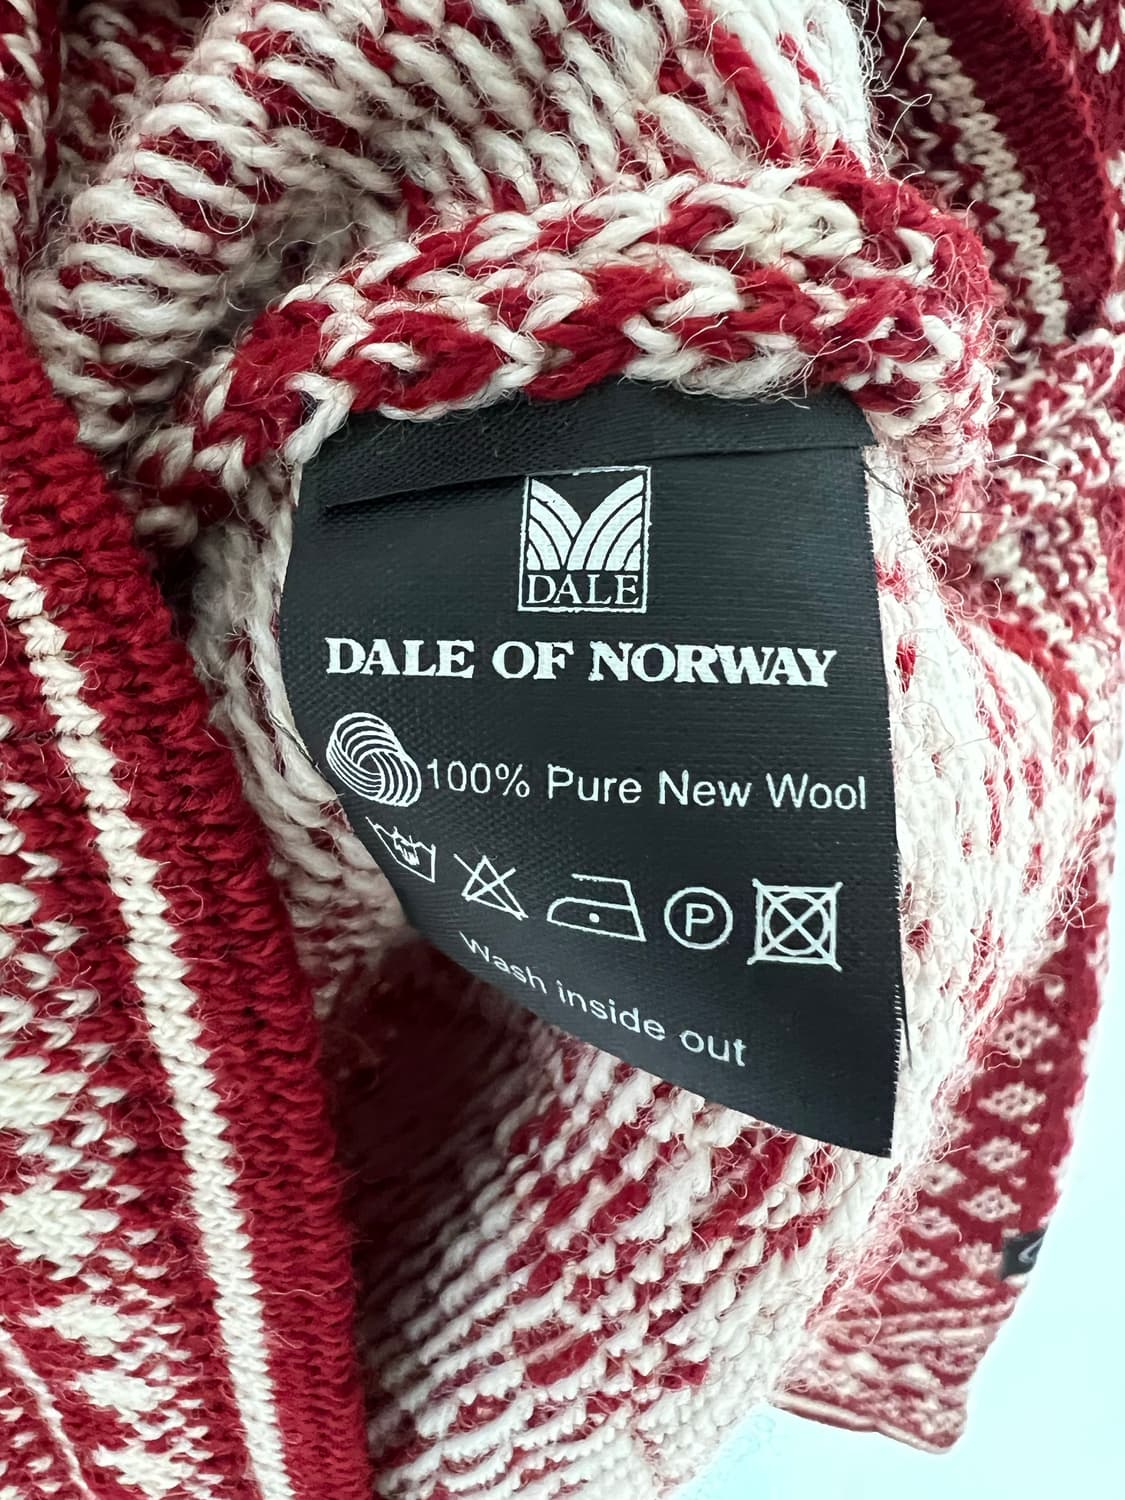 DALE
DALE OF NORWAY
100% Pure New Wool
P
Wash inside out